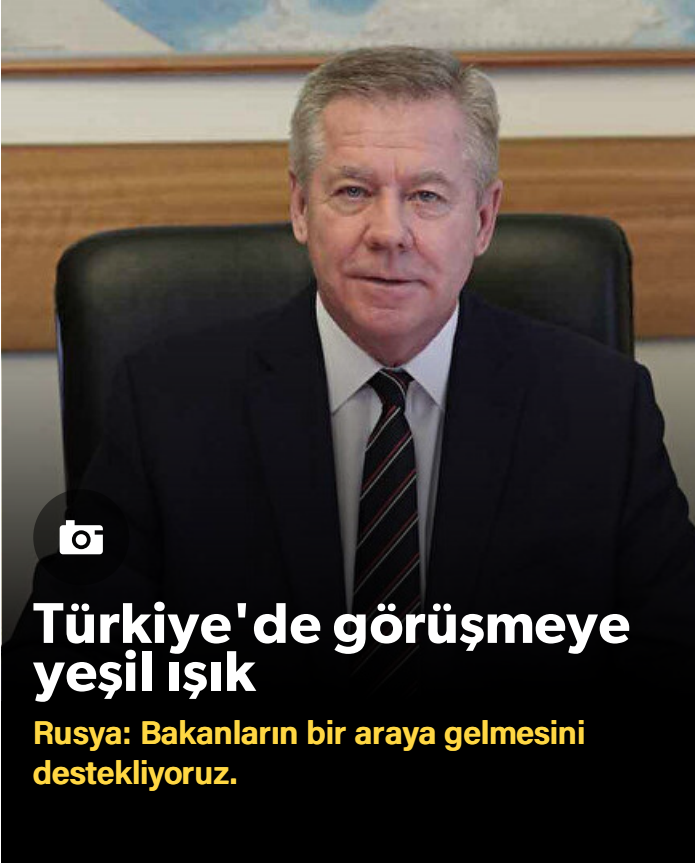 Türkiye'de görüşmeye
yeşil ışık
Rusya: Bakanların bir araya gelmesini
destekliyoruz.